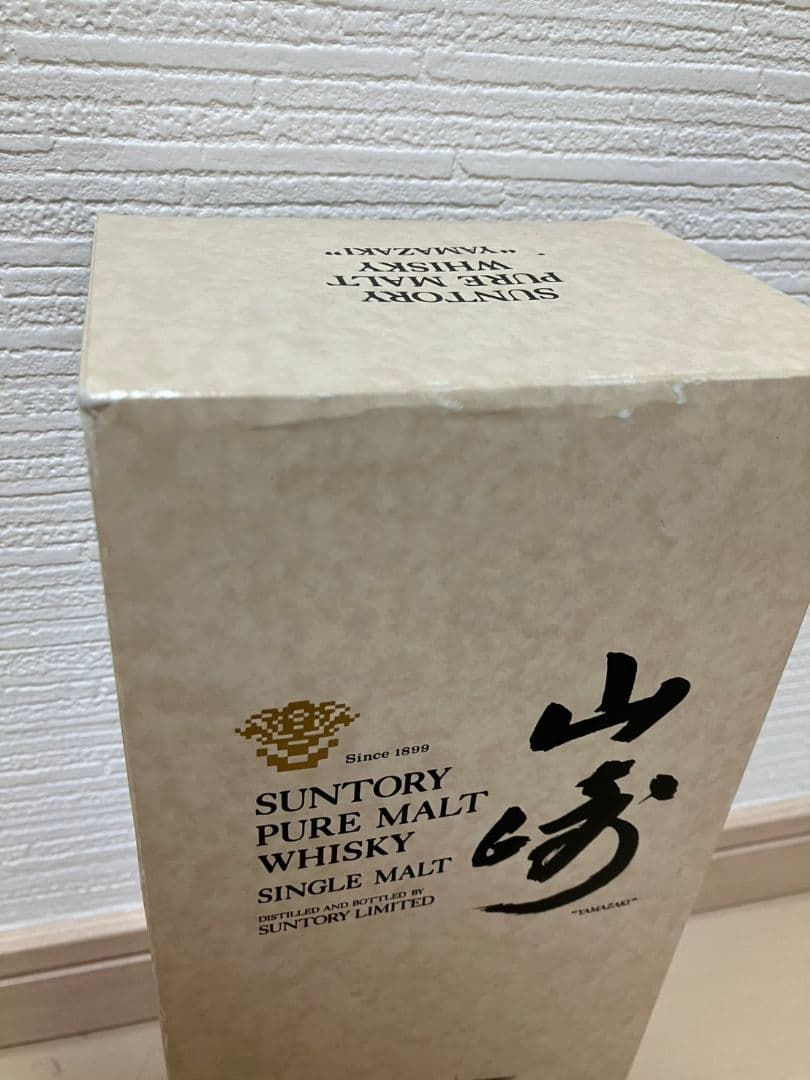 SUNTORY
PURE MALT
WHISKY
"YAMAZAKI"
Since 1899
SUNTORY
PURE MALT
WHISKY
SINGLE MALT
DISTILLED AND BOTTLED BY
SUNTORY LIMITED
山崎
"YAMAZAKI"